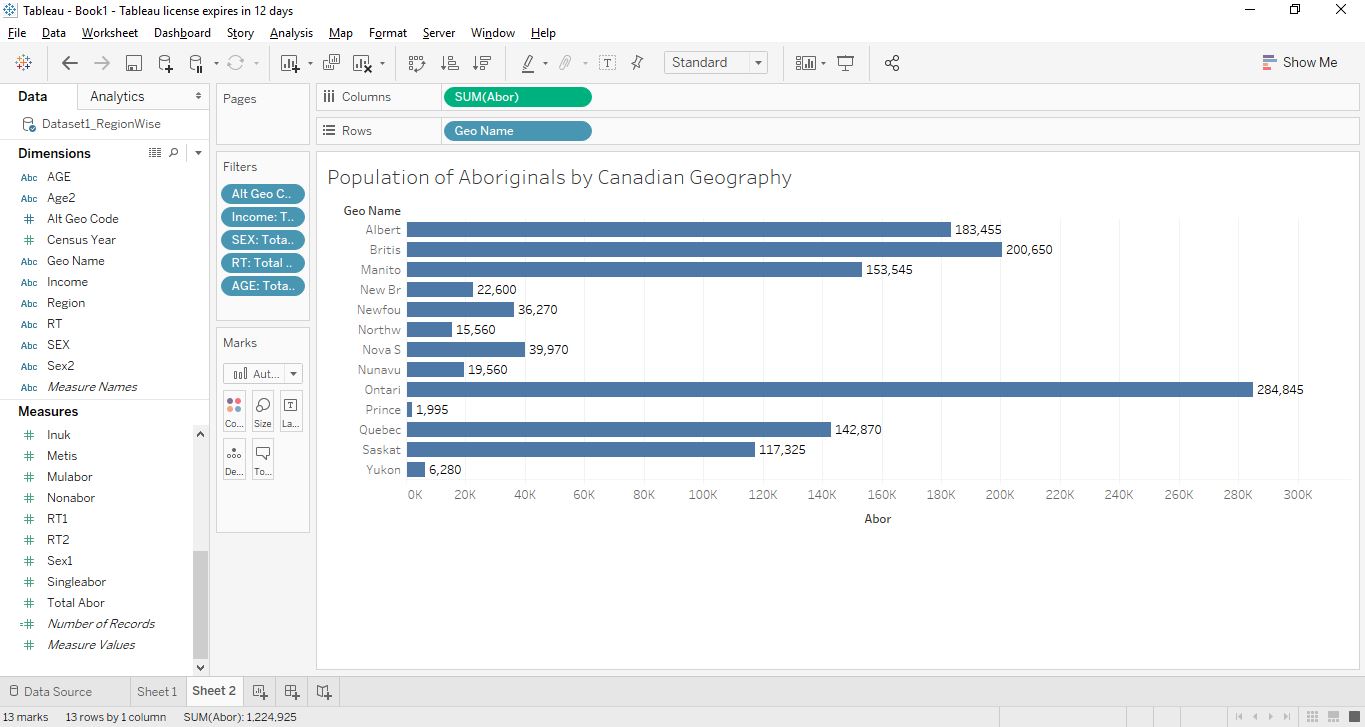 Tableau - Book1 - Tableau license expires in 12 days
File Data Worksheet Dashboard Story Analysis Map Format Server Window Help
Standard
Show Me
Data Analytics
Dataset1_RegionWise
Dimensions
Abc AGE
Abc Age2
# Alt Geo Code
# Census Year
Abc Geo Name
Abc Income
Abc Region
Abc RT
Abc SEX
Abc Sex2
Abc Measure Names
Measures
# Inuk
# Metis
# Mulabor
# Nonabor
# RT1
# RT2
# Sex1
# Singleabor
# Total Abor
=# Number of Records
# Measure Values
Pages
Filters
Alt Geo C..
Income: T..
SEX: Tota..
RT: Total ..
AGE: Tota..
Marks
Aut...
Co... Size La...
De... To...
Columns SUM(Abor)
Rows Geo Name
Population of Aboriginals by Canadian Geography
Geo Name
Albert 183,455
Britis 200,650
Manito 153,545
New Br 22,600
Newfou 36,270
Northw 15,560
Nova S 39,970
Nunavu 19,560
Ontari 284,845
Prince 1,995
Quebec 142,870
Saskat 117,325
Yukon 6,280
0K 20K 40K 60K 80K 100K 120K 140K 160K 180K 200K 220K 240K 260K 280K 300K
Abor
Data Source Sheet 1 Sheet 2
13 marks 13 rows by 1 column SUM(Abor): 1,224,925